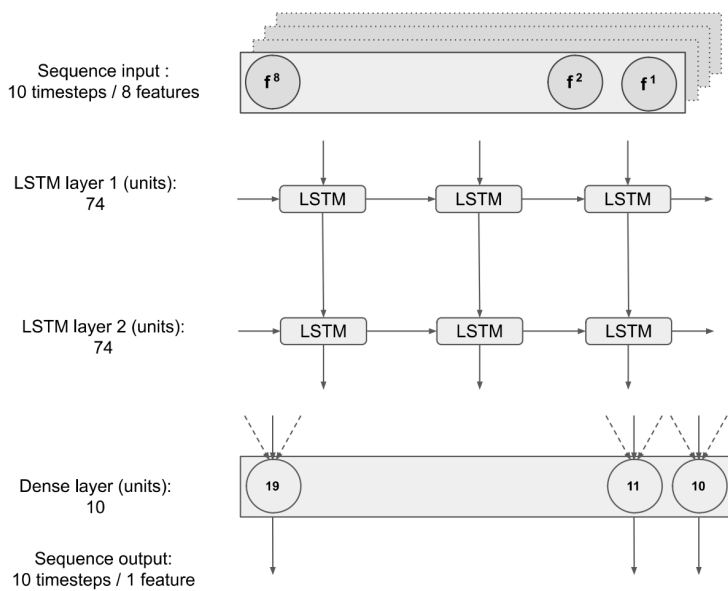 Sequence input :
10 timesteps / 8 features
f8 f2 f1
LSTM layer 1 (units):
74
LSTM LSTM LSTM
LSTM layer 2 (units):
74
LSTM LSTM LSTM
Dense layer (units):
10
19 11 10
Sequence output:
10 timesteps / 1 feature